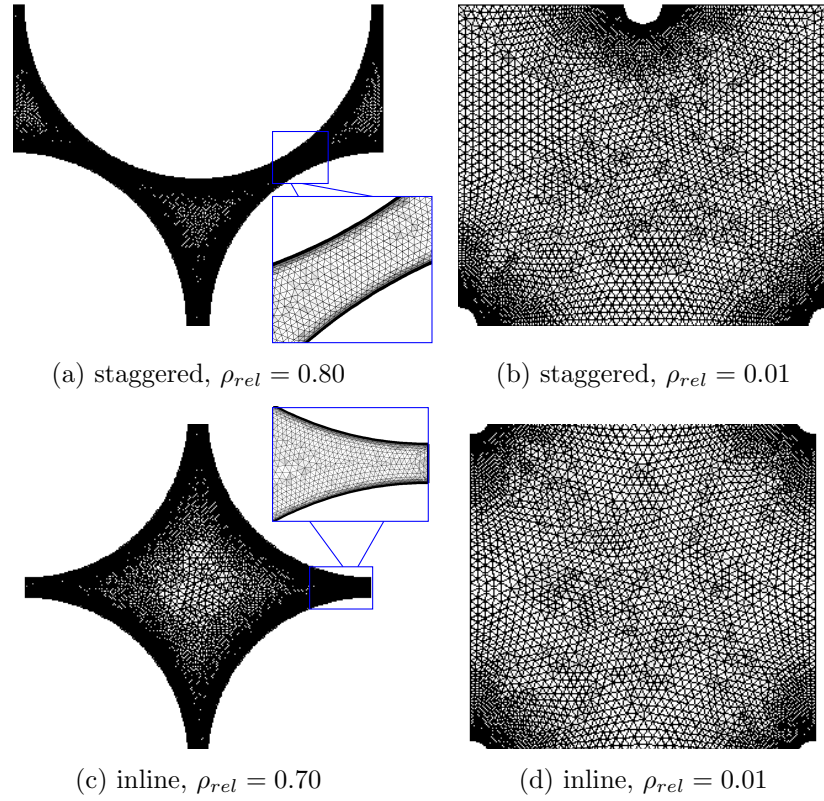 (a) staggered, ρ_rel = 0.80
(b) staggered, ρ_rel = 0.01
(c) inline, ρ_rel = 0.70
(d) inline, ρ_rel = 0.01